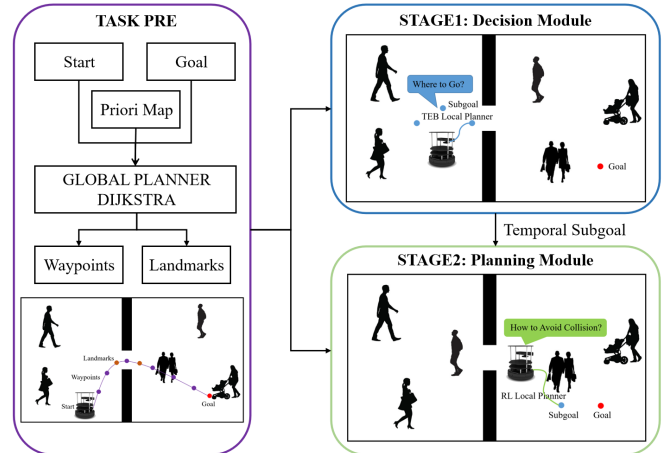 TASK PRE
Start
Goal
Priori Map
GLOBAL PLANNER
DIJKSTRA
Waypoints
Landmarks
Landmarks
Waypoints
Start
Goal
STAGE1: Decision Module
Where to Go?
Subgoal
TEB Local Planner
Goal
Temporal Subgoal
STAGE2: Planning Module
How to Avoid Collision?
RL Local Planner
Subgoal
Goal